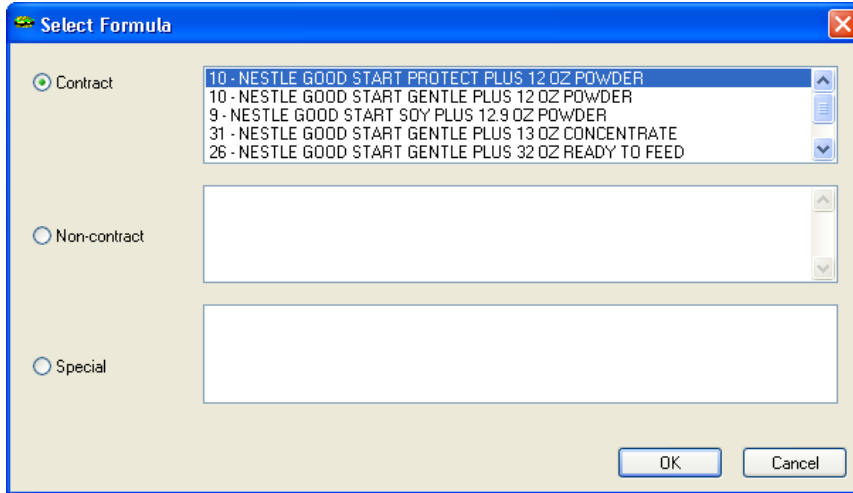 Select Formula
Contract
10 - NESTLE GOOD START PROTECT PLUS 12 OZ POWDER
10 - NESTLE GOOD START GENTLE PLUS 12 OZ POWDER
9 - NESTLE GOOD START SOY PLUS 12.9 OZ POWDER
31 - NESTLE GOOD START GENTLE PLUS 13 OZ CONCENTRATE
26 - NESTLE GOOD START GENTLE PLUS 32 OZ READY TO FEED
Non-contract
Special
OK
Cancel